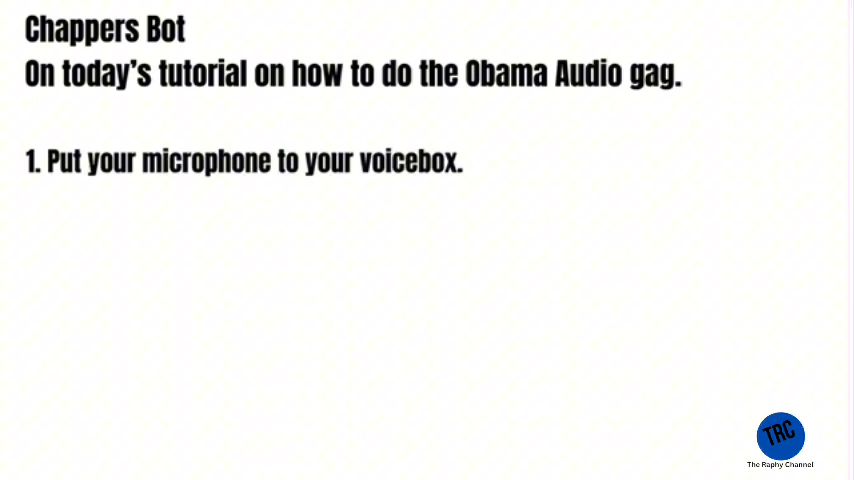 Chappers Bot
On today's tutorial on how to do the Obama Audio gag.
1. Put your microphone to your voicebox.
TRC
The Raphy Channel